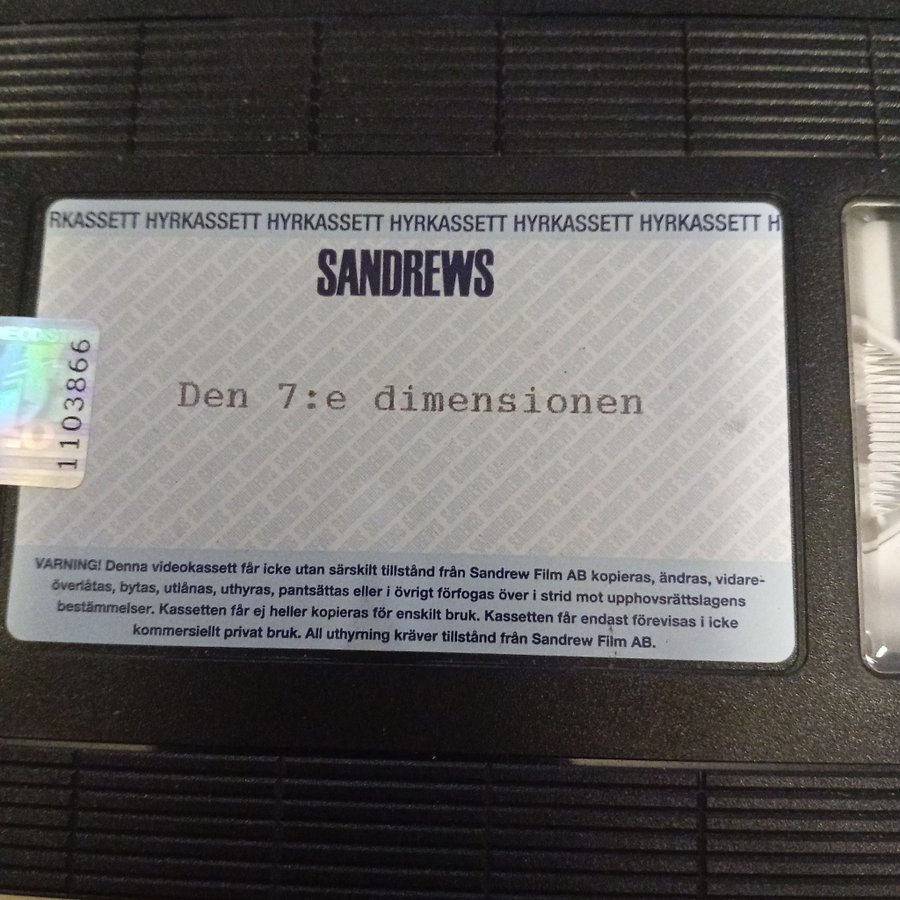 RKASSETT HYRKASSETT HYRKASSETT HYRKASSETT HYRKASSETT HYRKASSETT H
SANDREWS
1103866
Den 7:e dimensionen
VARNING! Denna videokassett får icke utan särskilt tillstånd från Sandrew Film AB kopieras, ändras, vidare-
överlåtas, bytas, utlånas, uthyras, pantsättas eller i övrigt förfogas över i strid mot upphovsrättslagens
bestämmelser. Kassetten får ej heller kopieras för enskilt bruk. Kassetten får endast förevisas i icke
kommersiellt privat bruk. All uthyrning kräver tillstånd från Sandrew Film AB.